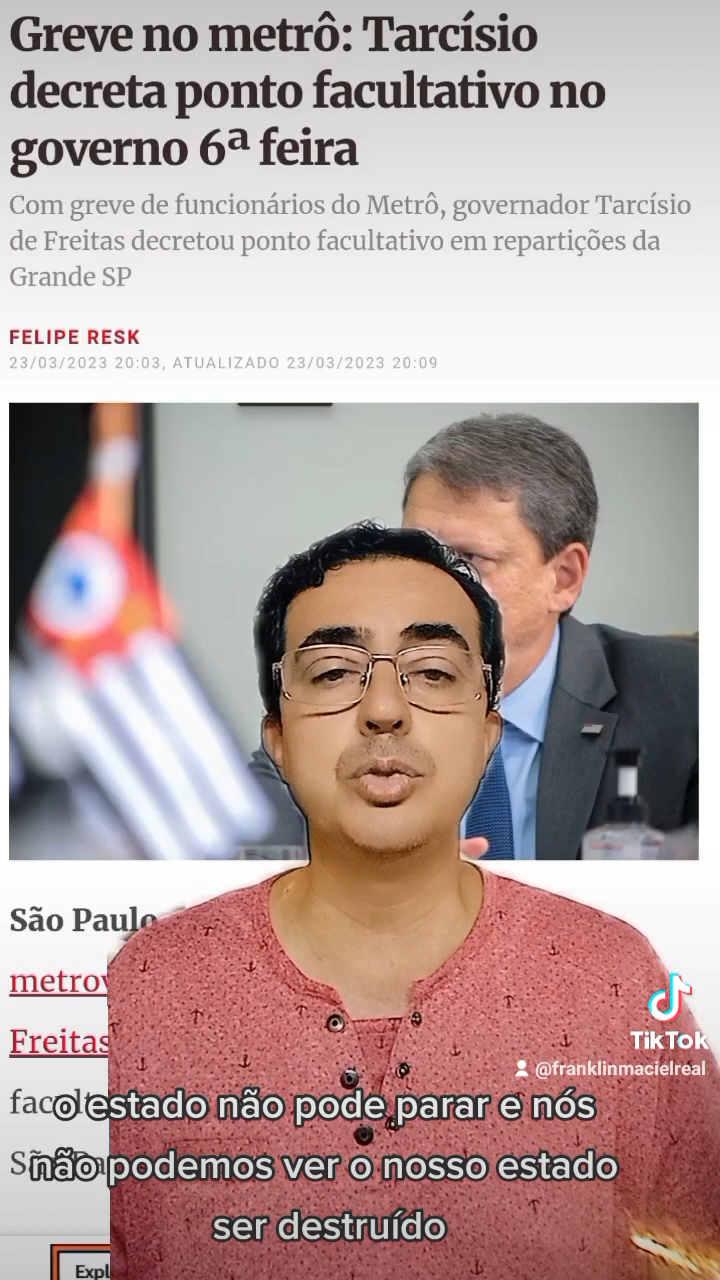 Greve no metrô: Tarcísio
decreta ponto facultativo no
governo 6ª feira
Com greve de funcionários do Metrô, governador Tarcísio
de Freitas decretou ponto facultativo em repartições da
Grande SP
FELIPE RESK
23/03/2023 20:03, ATUALIZADO 23/03/2023 20:09
São Paulo
Freitas
TikTok
@franklinmacielreal
o estado não pode parar e nós
não podemos ver o nosso estado
ser destruído